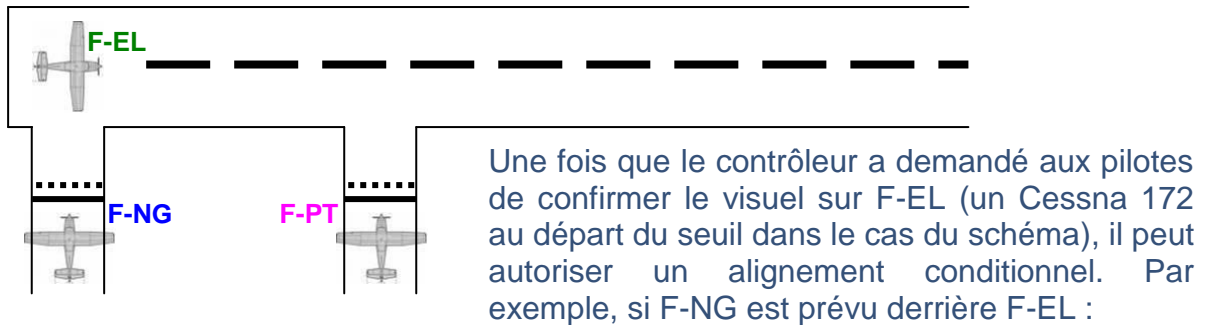 F-EL
F-NG
F-PT
Une fois que le contrôleur a demandé aux pilotes
de confirmer le visuel sur F-EL (un Cessna 172
au départ du seuil dans le cas du schéma), il peut
autoriser un alignement conditionnel. Par
exemple, si F-NG est prévu derrière F-EL :